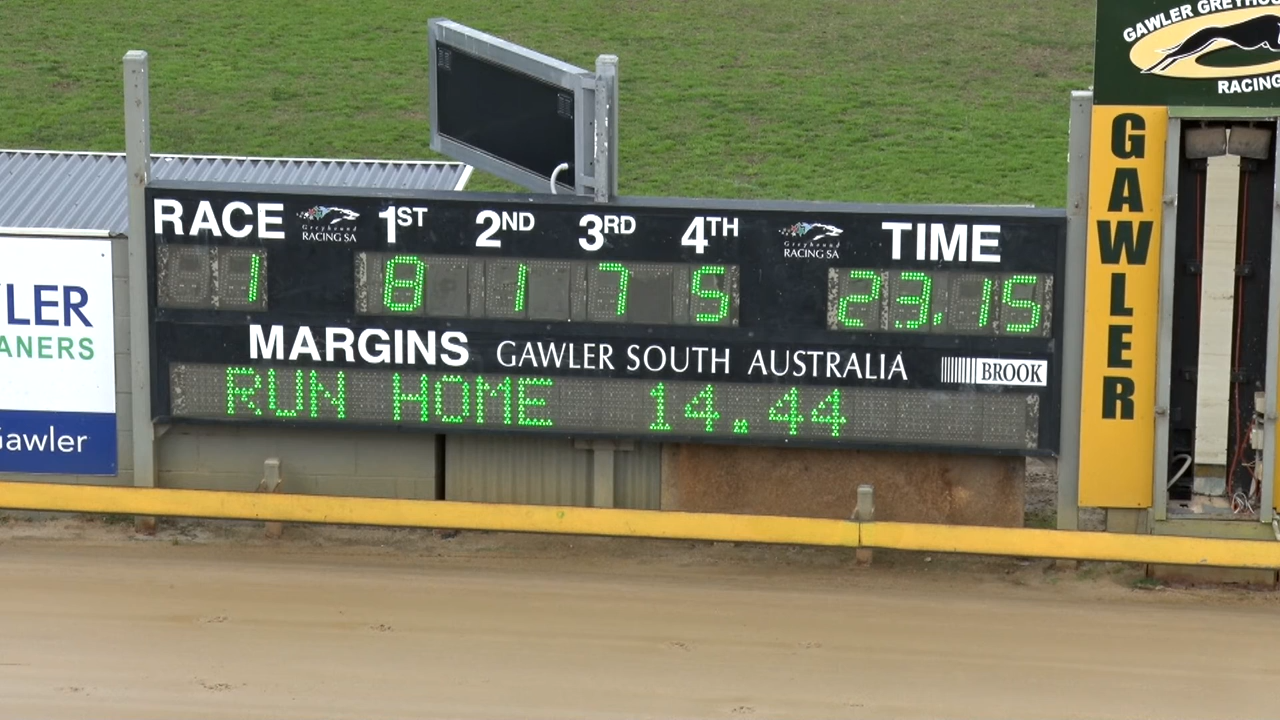 GAWLER GREYHOU
RACING
RACE
Greyhound
RACING SA
1ST 2ND 3RD 4TH
Greyhound
RACING SA
TIME
1 8 1 7 5 23.15
MARGINS GAWLER SOUTH AUSTRALIA BROOK
RUN HOME 14.44
LER
ANERS
Gawler
GAWLER